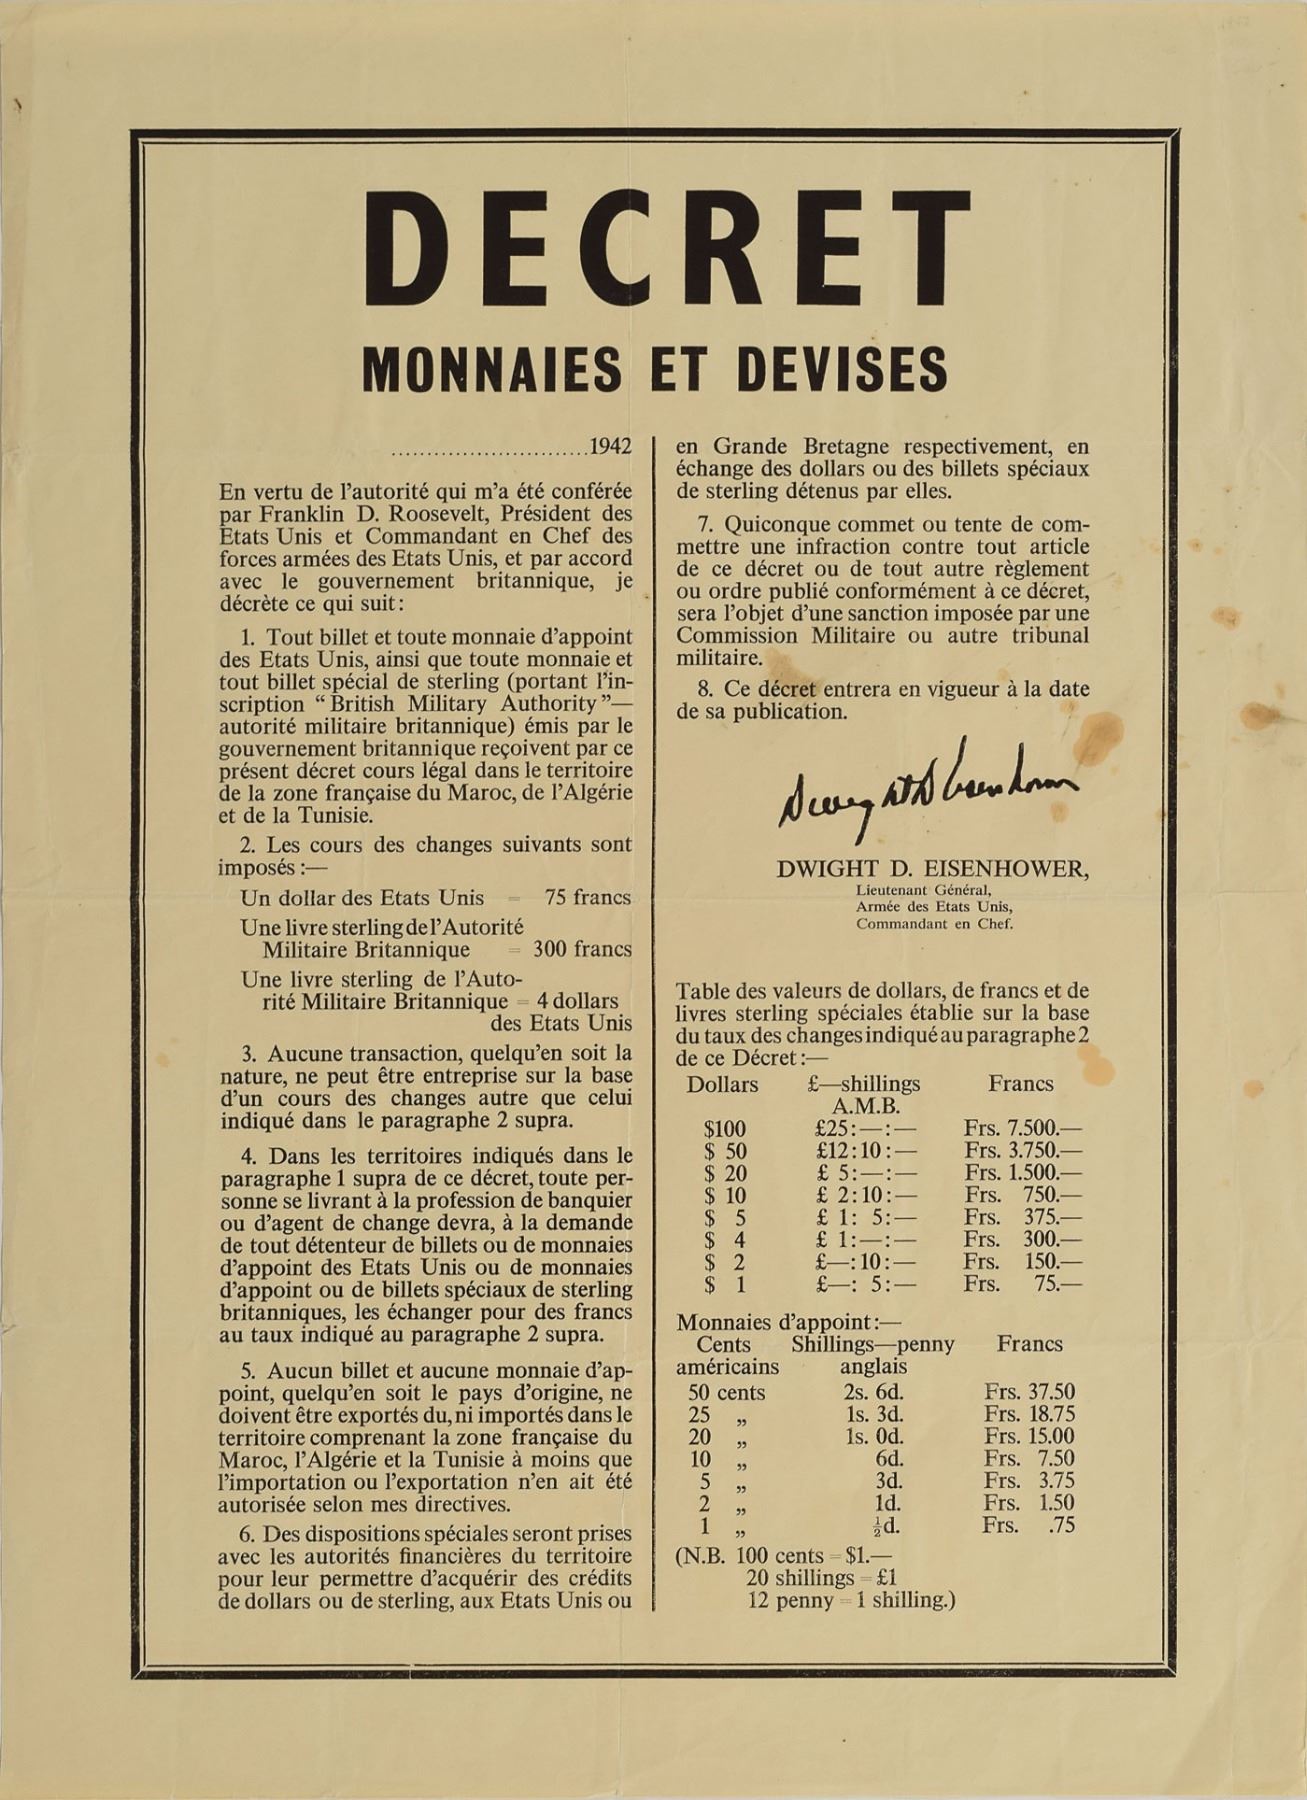 DECRET
MONNAIES ET DEVISES
............................1942
En vertu de l'autorité qui m'a été conférée
par Franklin D. Roosevelt, Président des
Etats Unis et Commandant en Chef des
forces armées des Etats Unis, et par accord
avec le gouvernement britannique, je
décrète ce qui suit:
1. Tout billet et toute monnaie d'appoint
des Etats Unis, ainsi que toute monnaie et
tout billet spécial de sterling (portant l'in-
scription “British Military Authority”—
autorité militaire britannique) émis par le
gouvernement britannique reçoivent par ce
présent décret cours légal dans le territoire
de la zone française du Maroc, de l'Algérie
et de la Tunisie.
2. Les cours des changes suivants sont
imposés :—
Un dollar des Etats Unis = 75 francs
Une livre sterling de l'Autorité
Militaire Britannique = 300 francs
Une livre sterling de l'Auto-
rité Militaire Britannique = 4 dollars
des Etats Unis
3. Aucune transaction, quelqu'en soit la
nature, ne peut être entreprise sur la base
d'un cours des changes autre que celui
indiqué dans le paragraphe 2 supra.
4. Dans les territoires indiqués dans le
paragraphe 1 supra de ce décret, toute per-
sonne se livrant à la profession de banquier
ou d'agent de change devra, à la demande
de tout détenteur de billets ou de monnaies
d'appoint des Etats Unis ou de monnaies
d'appoint ou de billets spéciaux de sterling
britanniques, les échanger pour des francs
au taux indiqué au paragraphe 2 supra.
5. Aucun billet et aucune monnaie d'ap-
point, quelqu'en soit le pays d'origine, ne
doivent être exportés du, ni importés dans le
territoire comprenant la zone française du
Maroc, l'Algérie et la Tunisie à moins que
l'importation ou l'exportation n'en ait été
autorisée selon mes directives.
6. Des dispositions spéciales seront prises
avec les autorités financières du territoire
pour leur permettre d'acquérir des crédits
de dollars ou de sterling, aux Etats Unis ou
en Grande Bretagne respectivement, en
échange des dollars ou des billets spéciaux
de sterling détenus par elles.
7. Quiconque commet ou tente de com-
mettre une infraction contre tout article
de ce décret ou de tout autre règlement
ou ordre publié conformément à ce décret,
sera l'objet d'une sanction imposée par une
Commission Militaire ou autre tribunal
militaire.
8. Ce décret entrera en vigueur à la date
de sa publication.
Dwight D Eisenhower
DWIGHT D. EISENHOWER,
Lieutenant Général,
Armée des Etats Unis,
Commandant en Chef.
Table des valeurs de dollars, de francs et de
livres sterling spéciales établie sur la base
du taux des changes indiqué au paragraphe 2
de ce Décret :—
Dollars £—shillings Francs
A.M.B.
$100 £25:—:— Frs. 7.500.—
$ 50 £12:10:— Frs. 3.750.—
$ 20 £ 5:—:— Frs. 1.500.—
$ 10 £ 2:10:— Frs. 750.—
$ 5 £ 1: 5:— Frs. 375.—
$ 4 £ 1:—:— Frs. 300.—
$ 2 £—:10:— Frs. 150.—
$ 1 £—: 5:— Frs. 75.—
Monnaies d'appoint :—
Cents Shillings—penny Francs
américains anglais
50 cents 2s. 6d. Frs. 37.50
25 „ 1s. 3d. Frs. 18.75
20 „ 1s. 0d. Frs. 15.00
10 „ 6d. Frs. 7.50
5 „ 3d. Frs. 3.75
2 „ 1d. Frs. 1.50
1 „ ½d. Frs. .75
(N.B. 100 cents = $1.—
20 shillings = £1
12 penny = 1 shilling.)